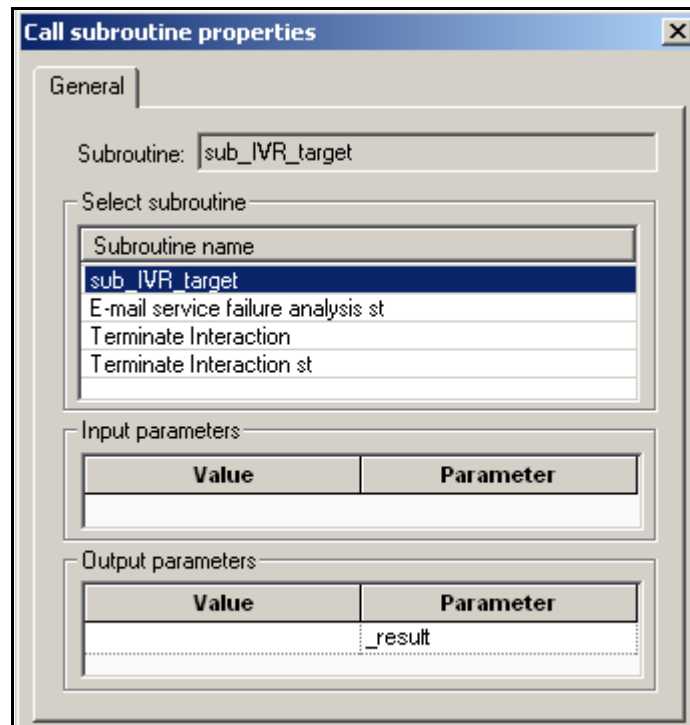 Call subroutine properties
General
Subroutine: sub_IVR_target
Select subroutine
Subroutine name
sub_IVR_target
E-mail service failure analysis st
Terminate Interaction
Terminate Interaction st
Input parameters
Value Parameter
Output parameters
Value Parameter
_result